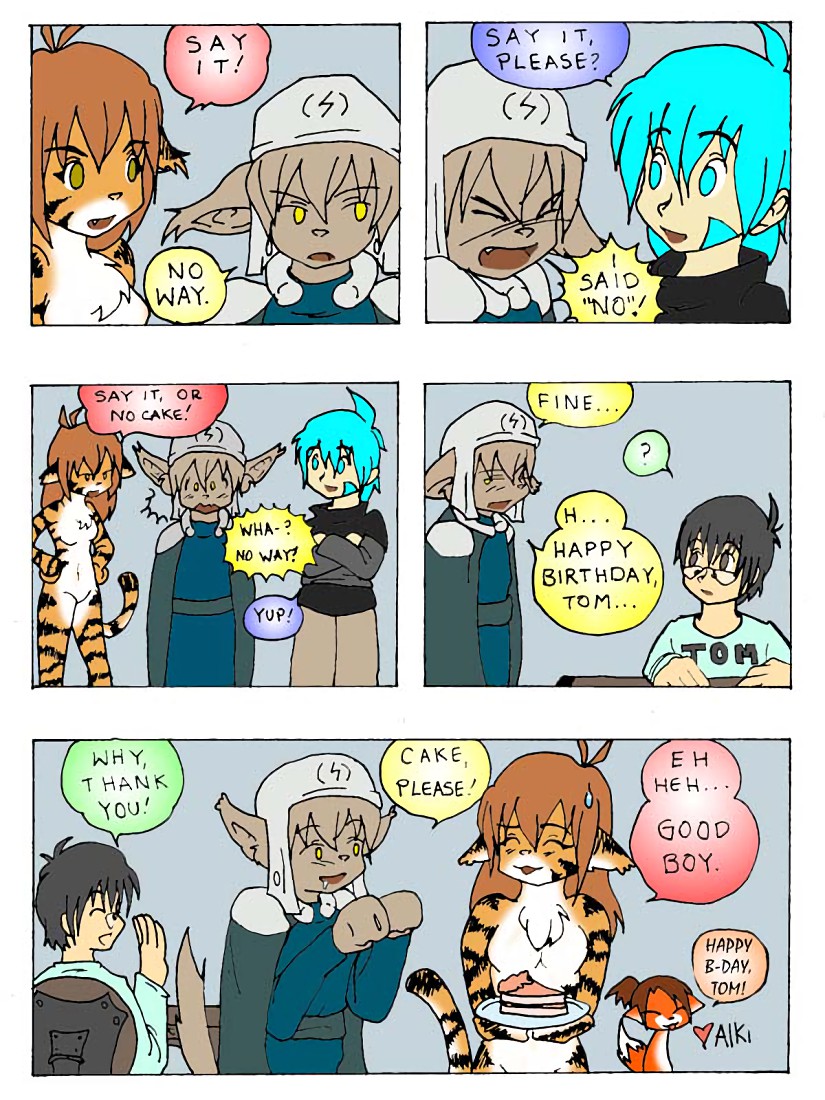 SAY
IT!
NO
WAY.
SAY IT,
PLEASE?
I
SAID
"NO"!
SAY IT, OR
NO CAKE!
WHA-?
NO WAY?
YUP!
FINE...
?
H...
HAPPY
BIRTHDAY,
TOM...
TOM
WHY,
THANK
YOU!
CAKE,
PLEASE!
EH
HEH...
GOOD
BOY.
HAPPY
B-DAY,
TOM!
♥Alki